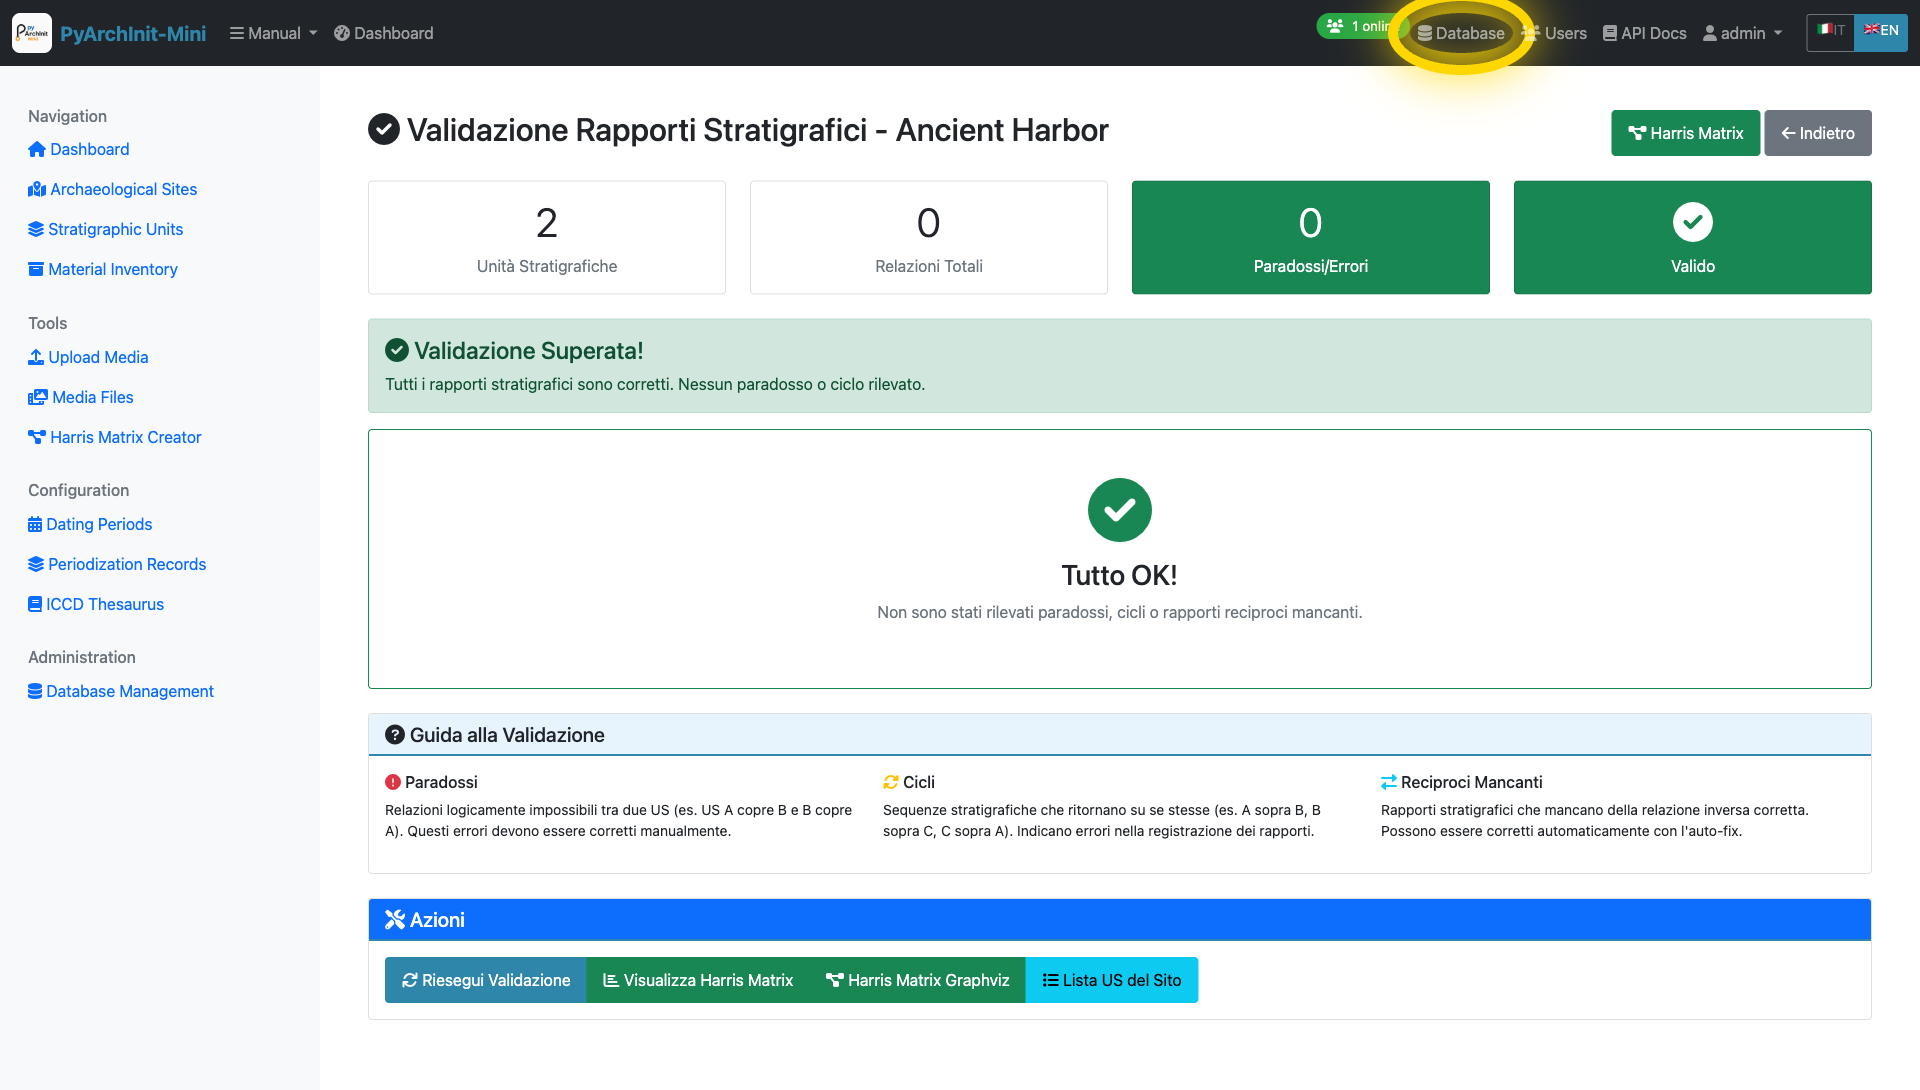 PyArchInit-Mini
Manual
Dashboard
1 online
Database
Users
API Docs
admin
IT
EN
Navigation
Dashboard
Archaeological Sites
Stratigraphic Units
Material Inventory
Tools
Upload Media
Media Files
Harris Matrix Creator
Configuration
Dating Periods
Periodization Records
ICCD Thesaurus
Administration
Database Management
Validazione Rapporti Stratigrafici - Ancient Harbor
Harris Matrix
Indietro
2
Unità Stratigrafiche
0
Relazioni Totali
0
Paradossi/Errori
Valido
Validazione Superata!
Tutti i rapporti stratigrafici sono corretti. Nessun paradosso o ciclo rilevato.
Tutto OK!
Non sono stati rilevati paradossi, cicli o rapporti reciproci mancanti.
Guida alla Validazione
Paradossi
Relazioni logicamente impossibili tra due US (es. US A copre B e B copre
A). Questi errori devono essere corretti manualmente.
Cicli
Sequenze stratigrafiche che ritornano su se stesse (es. A sopra B, B
sopra C, C sopra A). Indicano errori nella registrazione dei rapporti.
Reciproci Mancanti
Rapporti stratigrafici che mancano della relazione inversa corretta.
Possono essere corretti automaticamente con l'auto-fix.
Azioni
Riesegui Validazione
Visualizza Harris Matrix
Harris Matrix Graphviz
Lista US del Sito